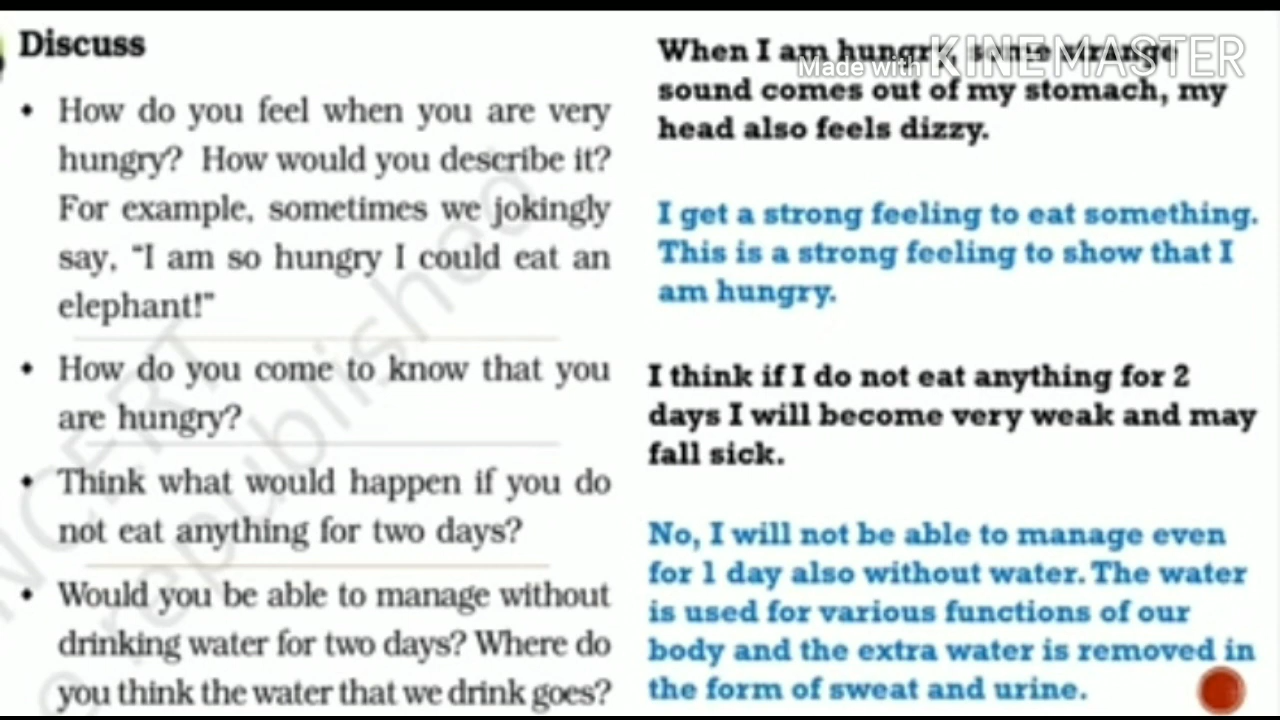 Discuss
• How do you feel when you are very
hungry? How would you describe it?
For example, sometimes we jokingly
say, “I am so hungry I could eat an
elephant!”
• How do you come to know that you
are hungry?
• Think what would happen if you do
not eat anything for two days?
• Would you be able to manage without
drinking water for two days? Where do
you think the water that we drink goes?
When I am hungry, some strange
sound comes out of my stomach, my
head also feels dizzy.
I get a strong feeling to eat something.
This is a strong feeling to show that I
am hungry.
I think if I do not eat anything for 2
days I will become very weak and may
fall sick.
No, I will not be able to manage even
for 1 day also without water. The water
is used for various functions of our
body and the extra water is removed in
the form of sweat and urine.
Made with KINEMASTER
NCERT
republished